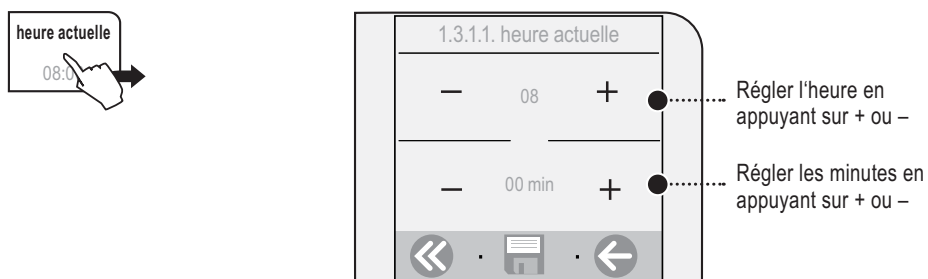 heure actuelle
1.3.1.1. heure actuelle
− 08 +
Régler l‘heure en
appuyant sur + ou –
− 00 min +
Régler les minutes en
appuyant sur + ou –